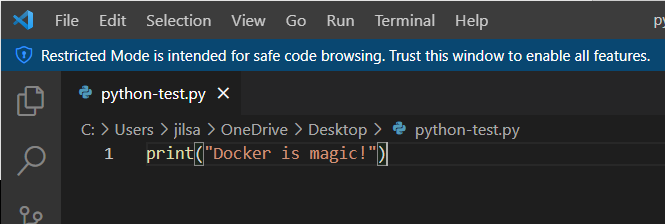 File Edit Selection View Go Run Terminal Help
Restricted Mode is intended for safe code browsing. Trust this window to enable all features.
python-test.py
C: > Users > jilsa > OneDrive > Desktop > python-test.py
1 print("Docker is magic!")